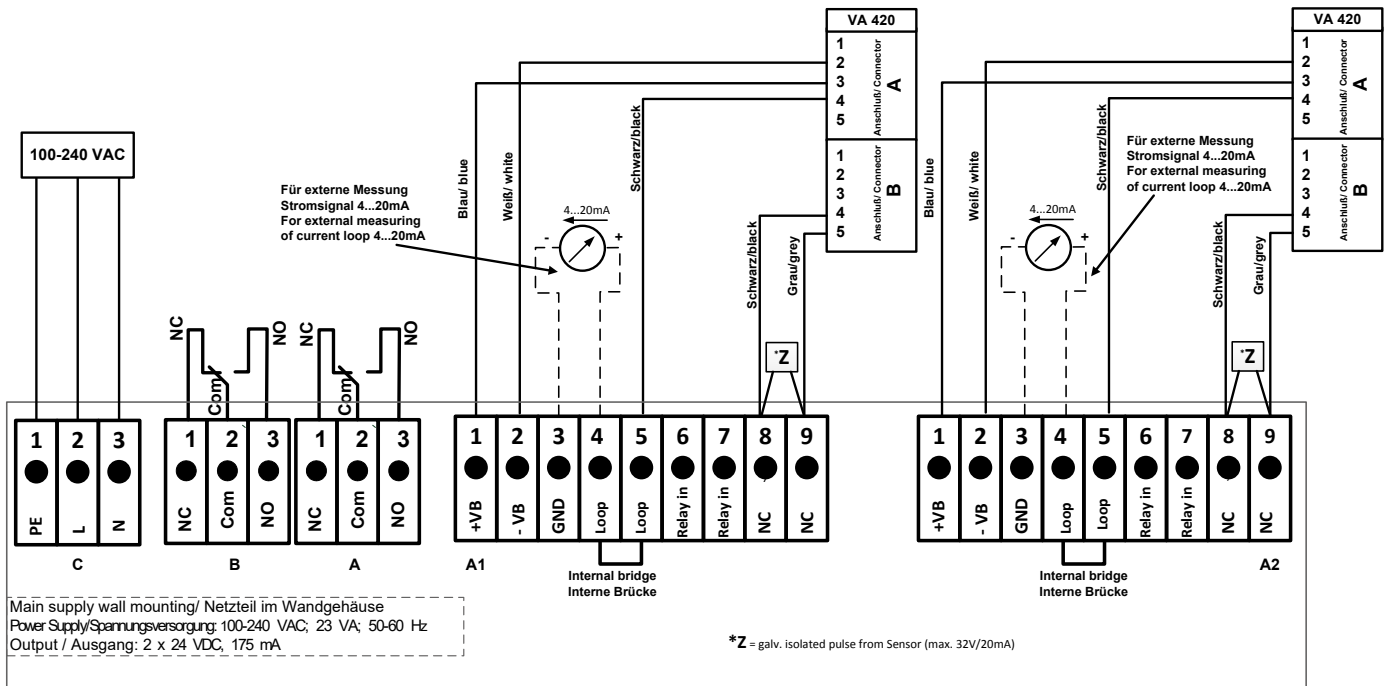 VA 420
1
2
3
4
5
Anschluß/ Connector
A
1
2
3
4
5
Anschluß/ Connector
B
VA 420
1
2
3
4
5
Anschluß/ Connector
A
1
2
3
4
5
Anschluß/ Connector
B
100-240 VAC
Für externe Messung
Stromsignal 4...20mA
For external measuring
of current loop 4...20mA
Blau/ blue
Weiß/ white
4...20mA
- +
Schwarz/black
Schwarz/black
Grau/grey
*Z
Blau/ blue
Weiß/ white
4...20mA
- +
Schwarz/black
Für externe Messung
Stromsignal 4...20mA
For external measuring
of current loop 4...20mA
Schwarz/black
Grau/grey
*Z
NC
Com
NO
NC
Com
NO
1 2 3
PE L N
C
1 2 3
NC Com NO
B
1 2 3
NC Com NO
A
1 2 3 4 5 6 7 8 9
+VB - VB GND Loop Loop Relay in Relay in NC NC
A1
Internal bridge
Interne Brücke
1 2 3 4 5 6 7 8 9
+VB - VB GND Loop Loop Relay in Relay in NC NC
A2
Internal bridge
Interne Brücke
Main supply wall mounting/ Netzteil im Wandgehäuse
Power Supply/Spannungsversorgung: 100-240 VAC; 23 VA; 50-60 Hz
Output / Ausgang: 2 x 24 VDC, 175 mA
*Z = galv. isolated pulse from Sensor (max. 32V/20mA)